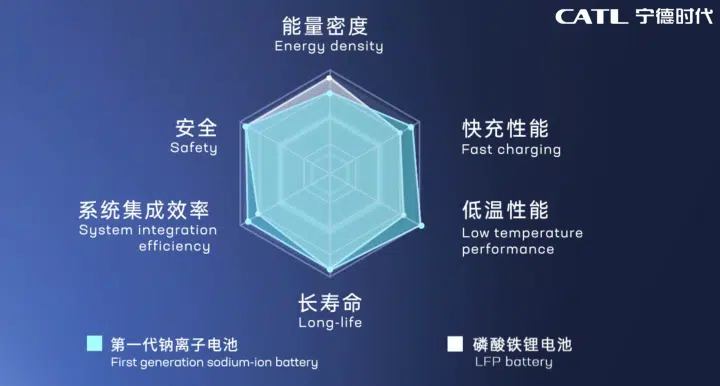 CATL 宁德时代
能量密度
Energy density
安全
Safety
快充性能
Fast charging
系统集成效率
System integration
efficiency
低温性能
Low temperature
performance
长寿命
Long-life
第一代钠离子电池
First generation sodium-ion battery
磷酸铁锂电池
LFP battery